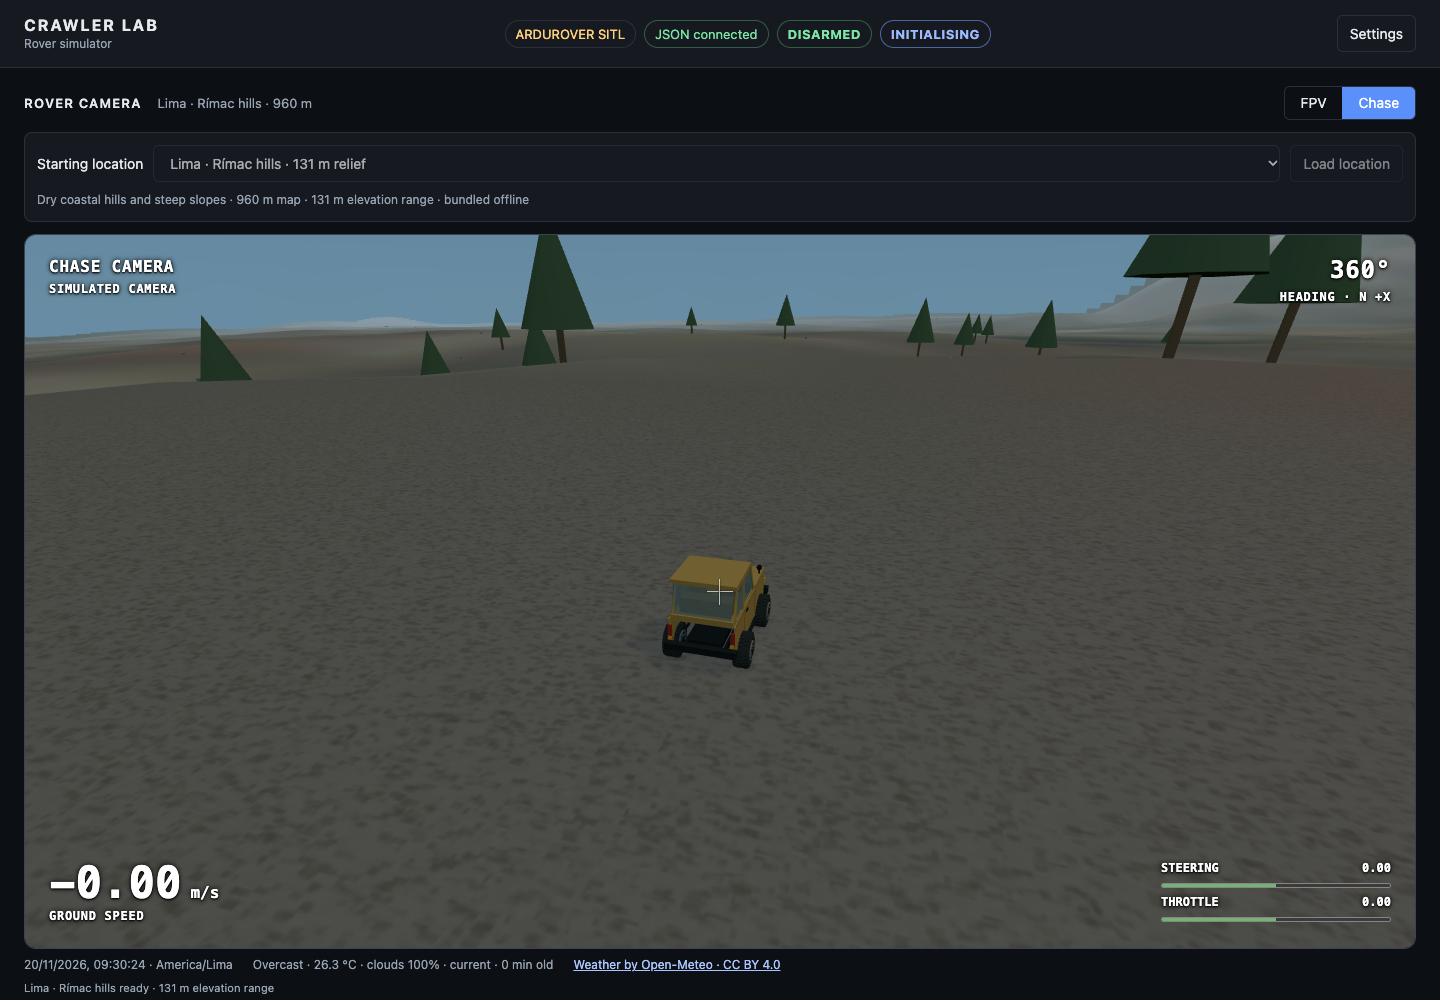 CRAWLER LAB
Rover simulator
ARDUROVER SITL
JSON connected
DISARMED
INITIALISING
Settings
ROVER CAMERA
Lima · Rímac hills · 960 m
FPV
Chase
Starting location
Lima · Rímac hills · 131 m relief
Load location
Dry coastal hills and steep slopes · 960 m map · 131 m elevation range · bundled offline
CHASE CAMERA
SIMULATED CAMERA
360°
HEADING · N +X
−0.00 m/s
GROUND SPEED
STEERING 0.00
THROTTLE 0.00
20/11/2026, 09:30:24 · America/Lima
Overcast · 26.3 °C · clouds 100% · current · 0 min old
Weather by Open-Meteo · CC BY 4.0
Lima · Rímac hills ready · 131 m elevation range